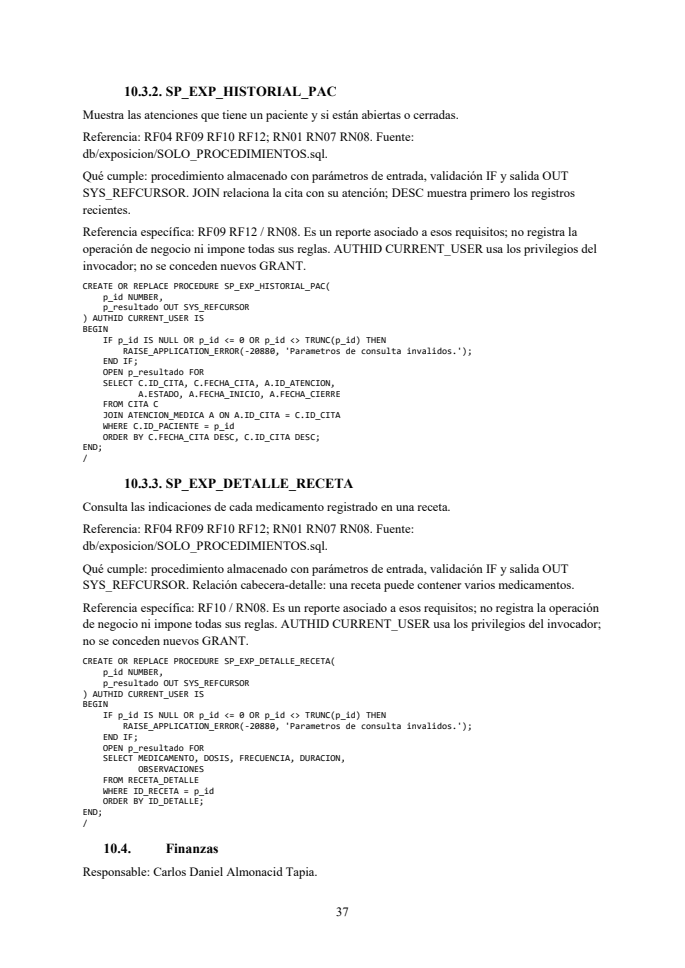 10.3.2. SP_EXP_HISTORIAL_PAC
Muestra las atenciones que tiene un paciente y si están abiertas o cerradas.
Referencia: RF04 RF09 RF10 RF12; RN01 RN07 RN08. Fuente:
db/exposicion/SOLO_PROCEDIMIENTOS.sql.
Qué cumple: procedimiento almacenado con parámetros de entrada, validación IF y salida OUT
SYS_REFCURSOR. JOIN relaciona la cita con su atención; DESC muestra primero los registros
recientes.
Referencia específica: RF09 RF12 / RN08. Es un reporte asociado a esos requisitos; no registra la
operación de negocio ni impone todas sus reglas. AUTHID CURRENT_USER usa los privilegios del
invocador; no se conceden nuevos GRANT.
CREATE OR REPLACE PROCEDURE SP_EXP_HISTORIAL_PAC(
    p_id NUMBER,
    p_resultado OUT SYS_REFCURSOR
) AUTHID CURRENT_USER IS
BEGIN
    IF p_id IS NULL OR p_id <= 0 OR p_id <> TRUNC(p_id) THEN
        RAISE_APPLICATION_ERROR(-20880, 'Parametros de consulta invalidos.');
    END IF;
    OPEN p_resultado FOR
    SELECT C.ID_CITA, C.FECHA_CITA, A.ID_ATENCION,
           A.ESTADO, A.FECHA_INICIO, A.FECHA_CIERRE
    FROM CITA C
    JOIN ATENCION_MEDICA A ON A.ID_CITA = C.ID_CITA
    WHERE C.ID_PACIENTE = p_id
    ORDER BY C.FECHA_CITA DESC, C.ID_CITA DESC;
END;
/
10.3.3. SP_EXP_DETALLE_RECETA
Consulta las indicaciones de cada medicamento registrado en una receta.
Referencia: RF04 RF09 RF10 RF12; RN01 RN07 RN08. Fuente:
db/exposicion/SOLO_PROCEDIMIENTOS.sql.
Qué cumple: procedimiento almacenado con parámetros de entrada, validación IF y salida OUT
SYS_REFCURSOR. Relación cabecera-detalle: una receta puede contener varios medicamentos.
Referencia específica: RF10 / RN08. Es un reporte asociado a esos requisitos; no registra la operación
de negocio ni impone todas sus reglas. AUTHID CURRENT_USER usa los privilegios del invocador;
no se conceden nuevos GRANT.
CREATE OR REPLACE PROCEDURE SP_EXP_DETALLE_RECETA(
    p_id NUMBER,
    p_resultado OUT SYS_REFCURSOR
) AUTHID CURRENT_USER IS
BEGIN
    IF p_id IS NULL OR p_id <= 0 OR p_id <> TRUNC(p_id) THEN
        RAISE_APPLICATION_ERROR(-20880, 'Parametros de consulta invalidos.');
    END IF;
    OPEN p_resultado FOR
    SELECT MEDICAMENTO, DOSIS, FRECUENCIA, DURACION,
           OBSERVACIONES
    FROM RECETA_DETALLE
    WHERE ID_RECETA = p_id
    ORDER BY ID_DETALLE;
END;
/
10.4. Finanzas
Responsable: Carlos Daniel Almonacid Tapia.
37